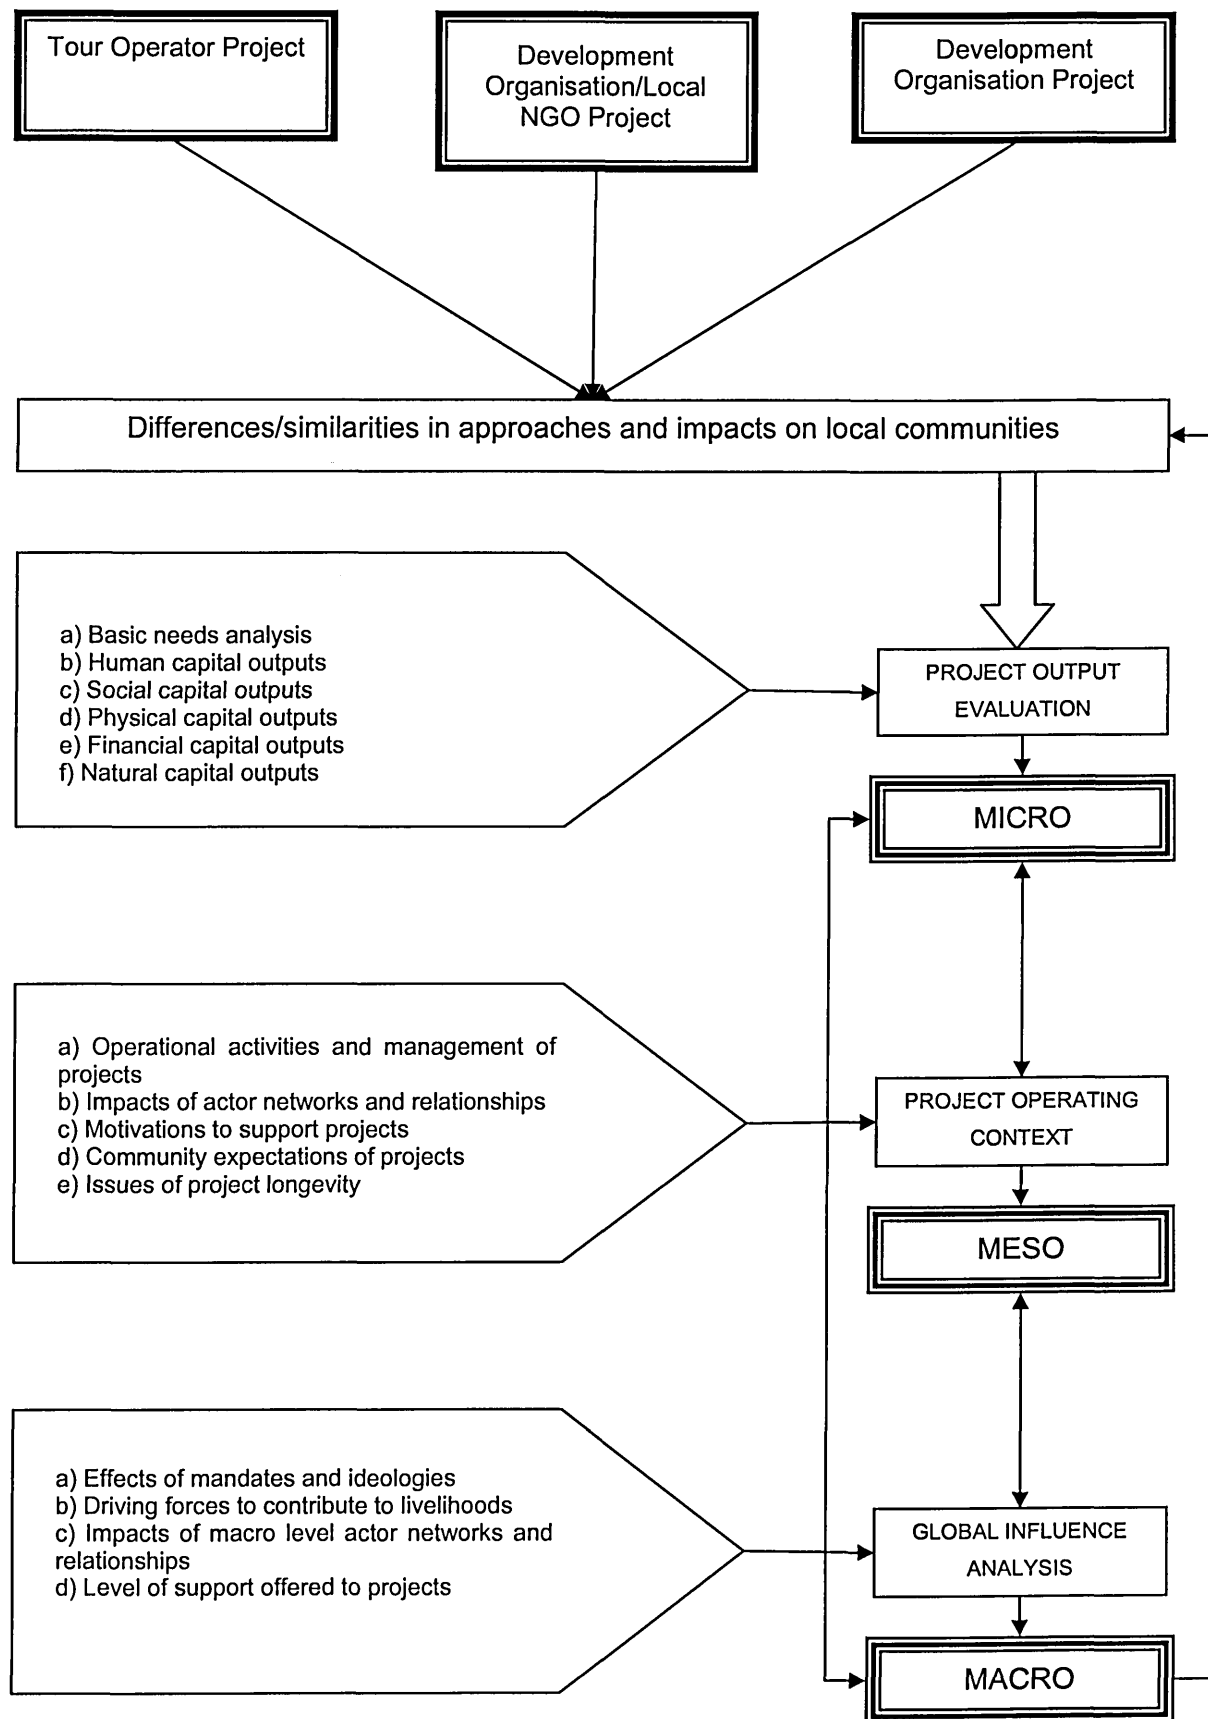 Tour Operator Project
Development
Organisation/Local
NGO Project
Development
Organisation Project
Differences/similarities in approaches and impacts on local communities
a) Basic needs analysis
b) Human capital outputs
c) Social capital outputs
d) Physical capital outputs
e) Financial capital outputs
f) Natural capital outputs
PROJECT OUTPUT
EVALUATION
MICRO
a) Operational activities and management of
projects
b) Impacts of actor networks and relationships
c) Motivations to support projects
d) Community expectations of projects
e) Issues of project longevity
PROJECT OPERATING
CONTEXT
MESO
a) Effects of mandates and ideologies
b) Driving forces to contribute to livelihoods
c) Impacts of macro level actor networks and
relationships
d) Level of support offered to projects
GLOBAL INFLUENCE
ANALYSIS
MACRO